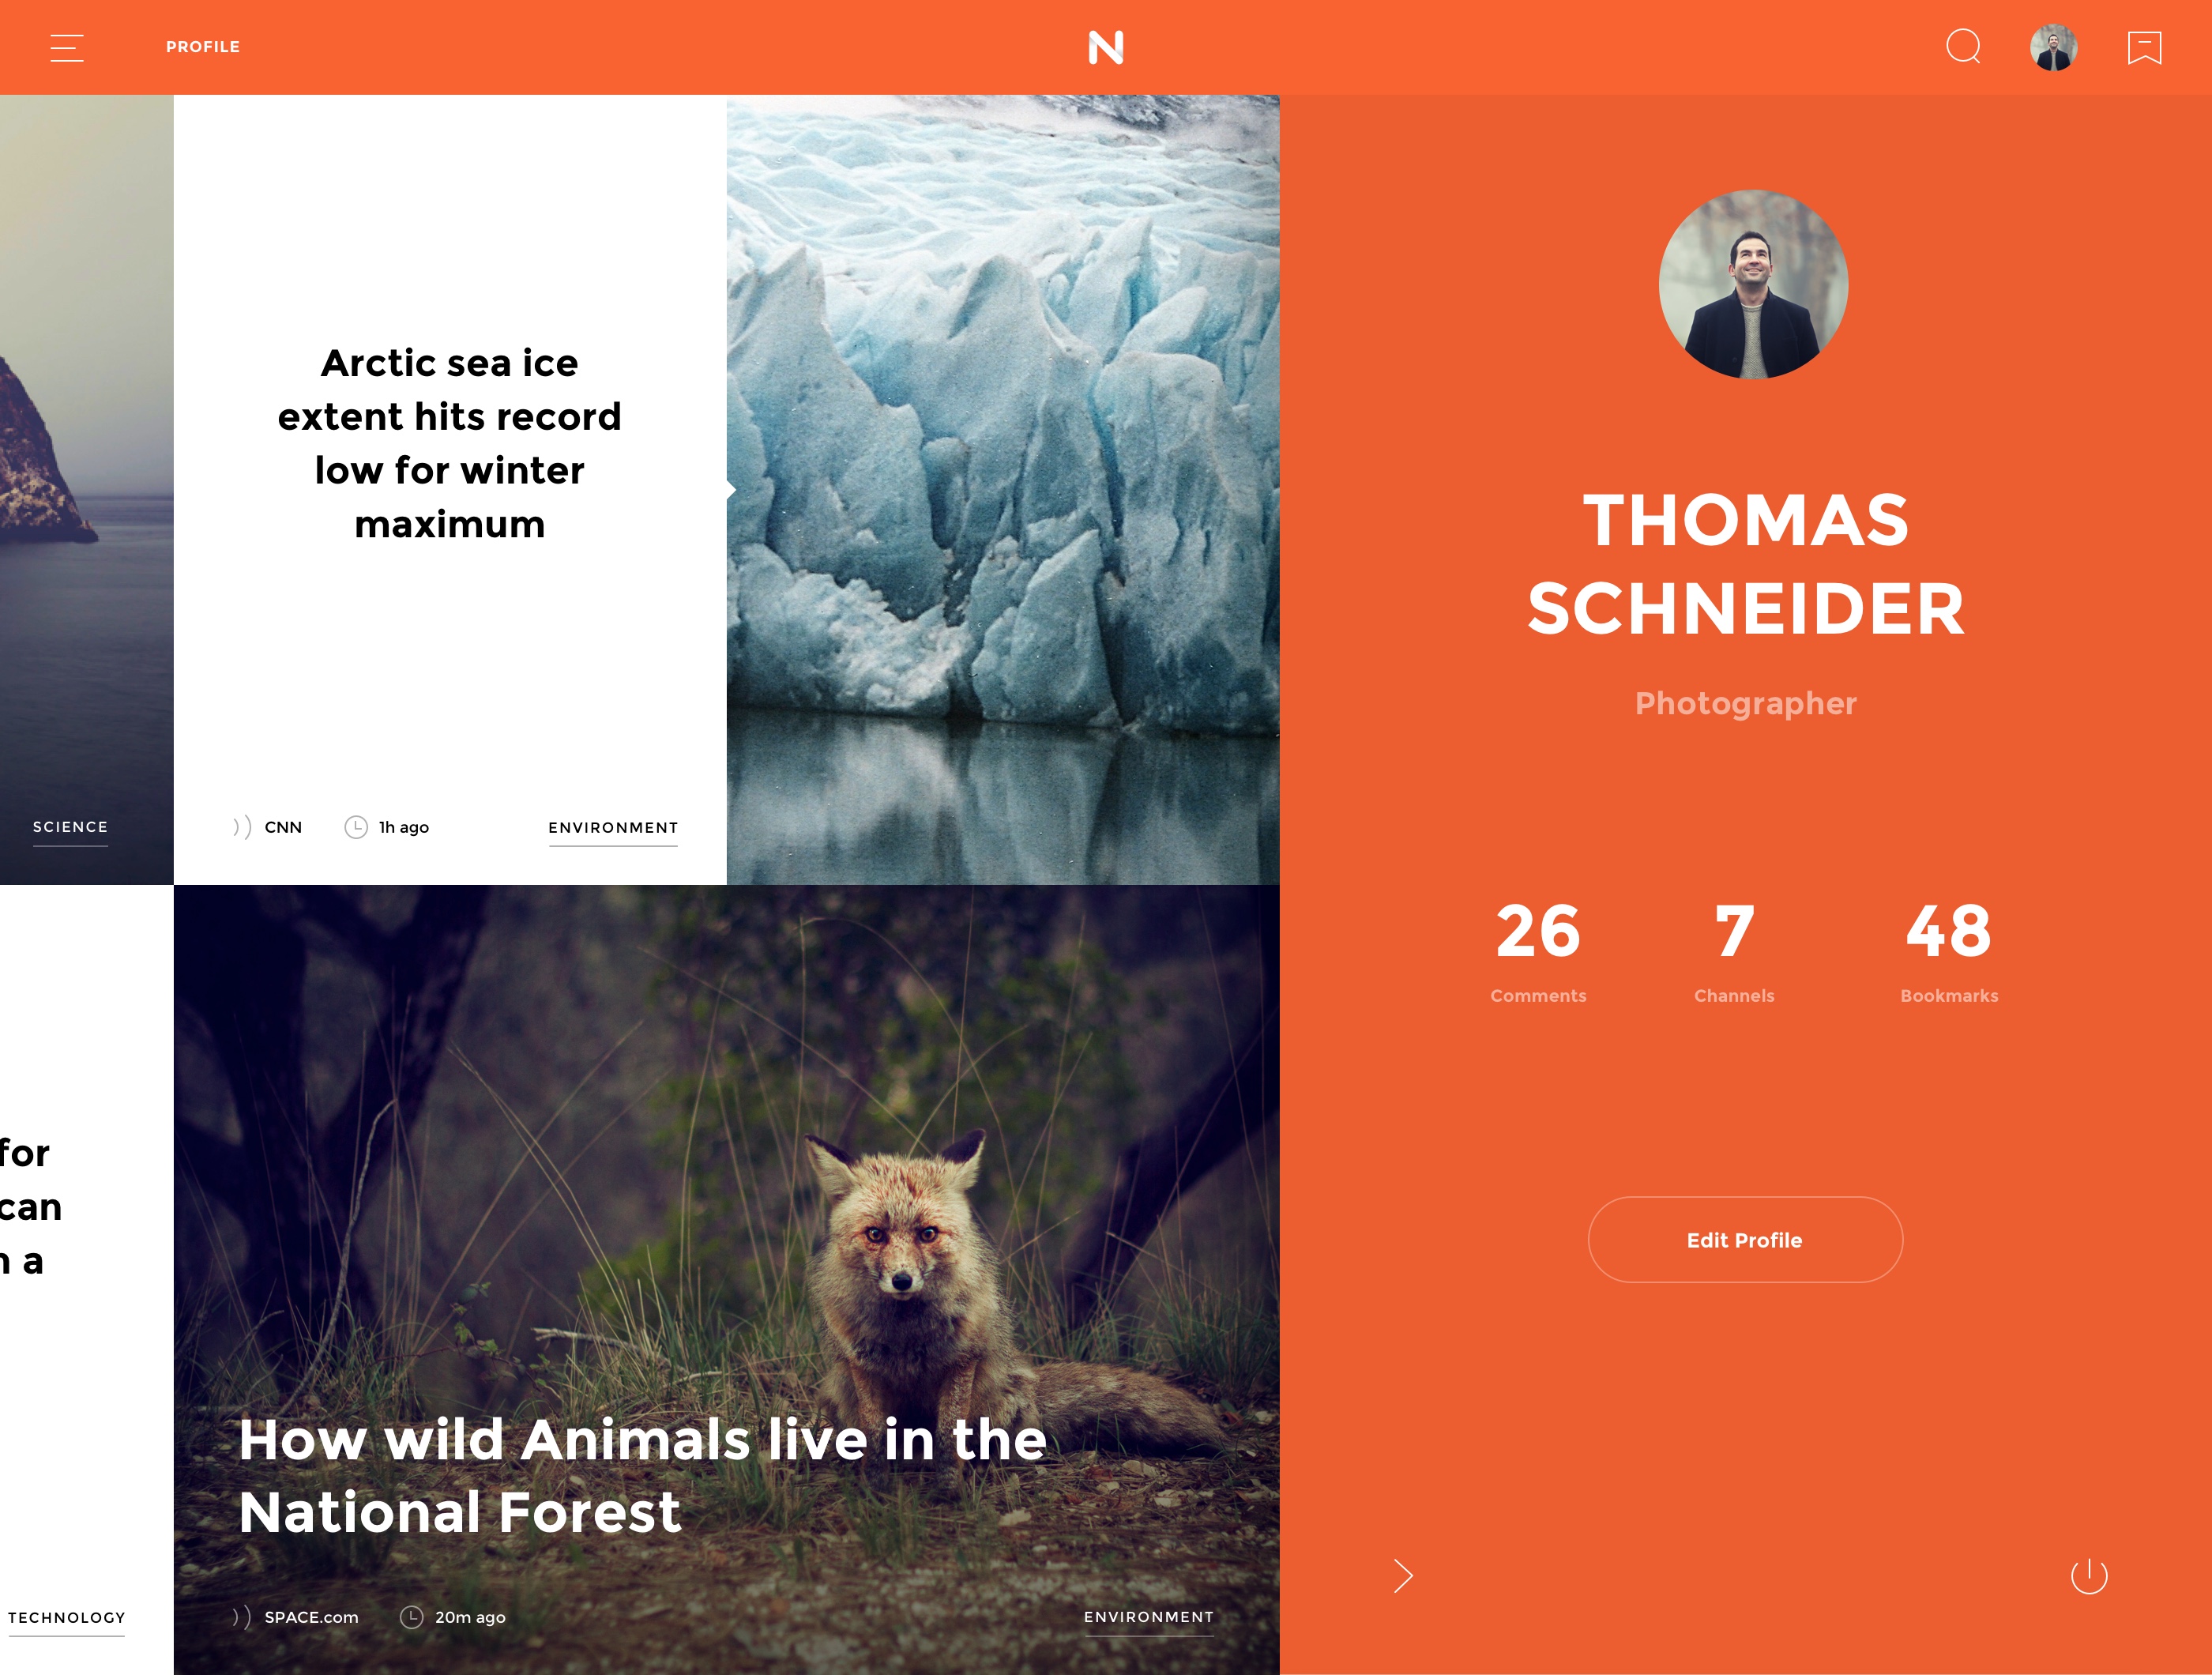 PROFILE
N
SCIENCE
Arctic sea ice
extent hits record
low for winter
maximum
CNN
1h ago
ENVIRONMENT
for
can
a
TECHNOLOGY
How wild Animals live in the
National Forest
SPACE.com
20m ago
ENVIRONMENT
THOMAS
SCHNEIDER
Photographer
26
7
48
Comments
Channels
Bookmarks
Edit Profile